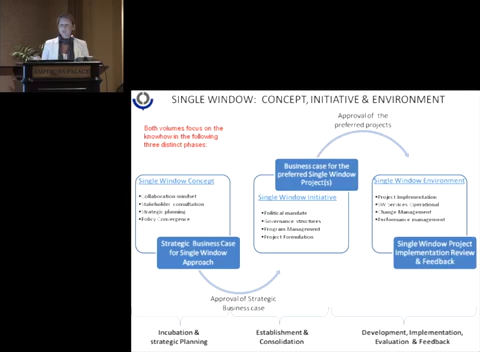 SINGLE WINDOW: CONCEPT, INITIATIVE & ENVIRONMENT
Both volumes focus on the
knowhow in the following
three distinct phases:
Approval of the
preferred projects
Single Window Concept
•Collaboration mindset
•Stakeholder consultation
•Strategic planning
•Policy Convergence
Strategic Business Case
for Single Window
Approach
Business case for the
preferred Single Window
Project(s)
Single Window Initiative
•Political mandate
•Governance structures
•Program Management
•Project Formulation
Single Window Environment
•Project Implementation
•SW Services Operational
•Change Management
•Performance management
Single Window Project
Implementation Review
& Feedback
Approval of Strategic
Business case
Incubation &
strategic Planning
Establishment &
Consolidation
Development, Implementation,
Evaluation & Feedback